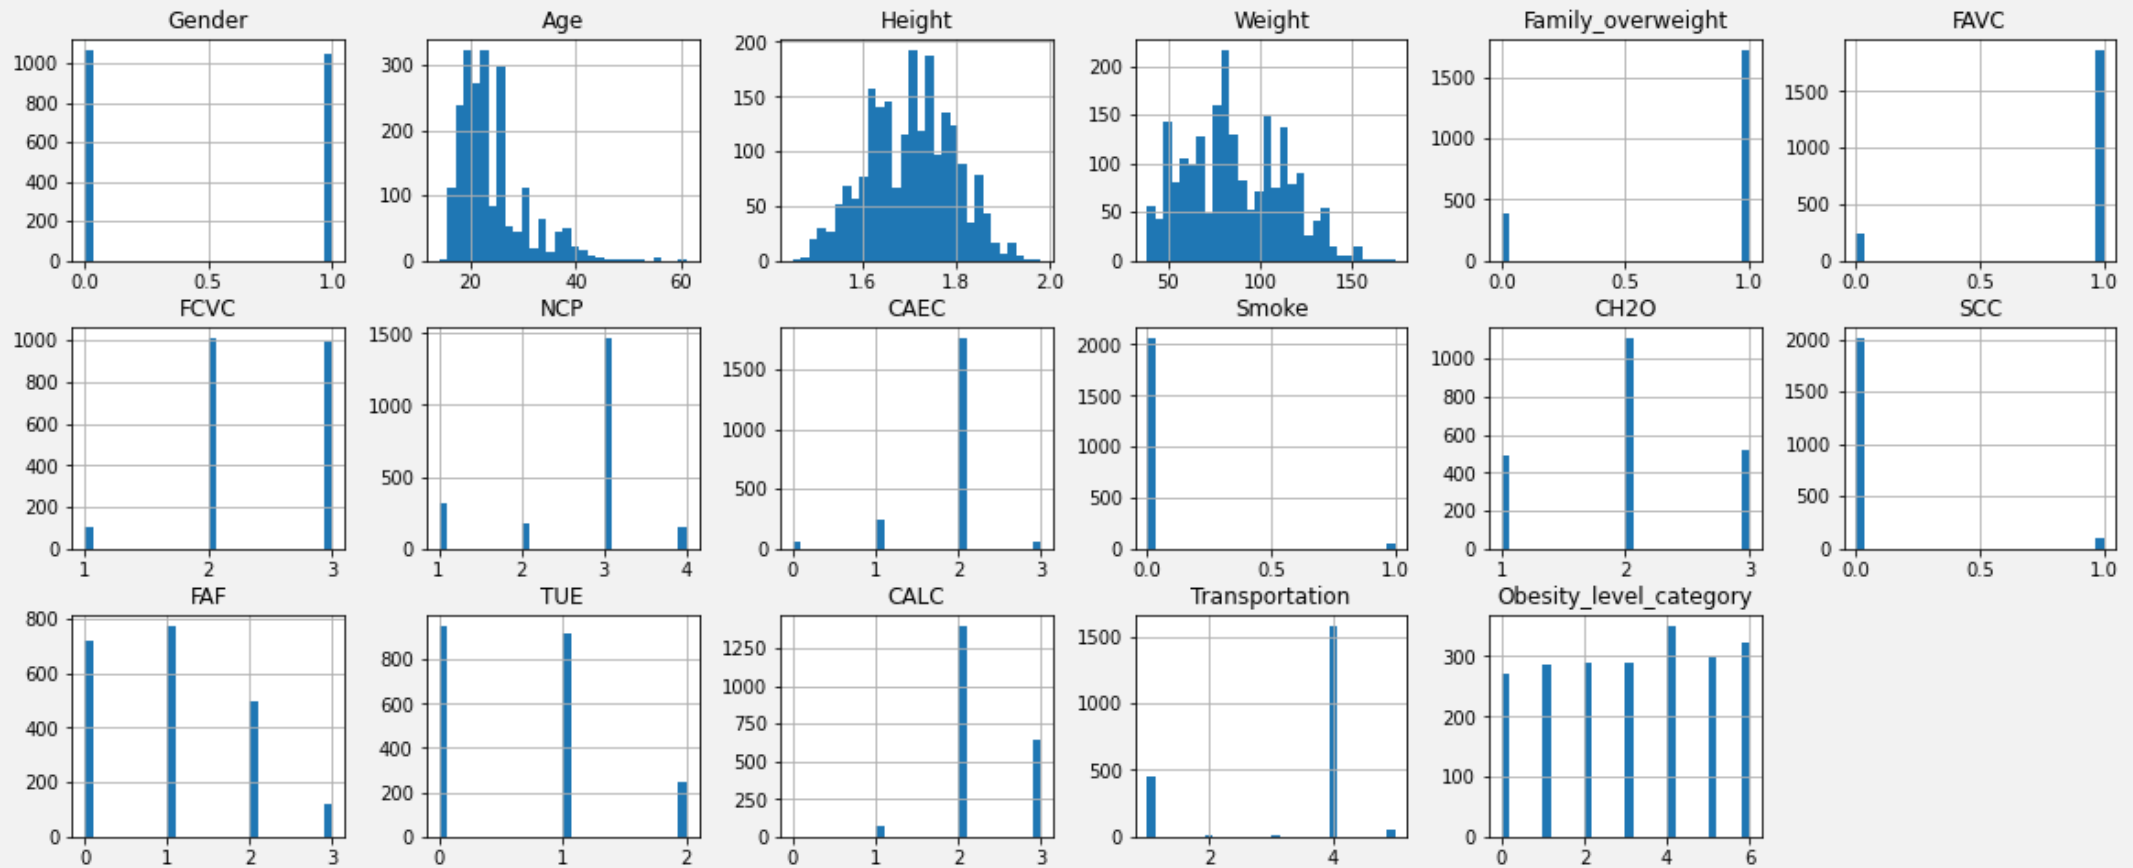 Gender Age Height Weight Family_overweight FAVC
1000 800 600 400 200 0
0.0 0.5 1.0
300 200 100 0
20 40 60
200 150 100 50 0
1.6 1.8 2.0
200 150 100 50 0
50 100 150
1500 1000 500 0
0.0 0.5 1.0
1500 1000 500 0
0.0 0.5 1.0
FCVC NCP CAEC Smoke CH2O SCC
1000 800 600 400 200 0
1 2 3
1500 1000 500 0
1 2 3 4
1500 1000 500 0
0 1 2 3
2000 1500 1000 500 0
0.0 0.5 1.0
1000 800 600 400 200 0
1 2 3
2000 1500 1000 500 0
0.0 0.5 1.0
FAF TUE CALC Transportation Obesity_level_category
800 600 400 200 0
0 1 2 3
800 600 400 200 0
0 1 2
1250 1000 750 500 250 0
0 1 2 3
1500 1000 500 0
2 4
300 200 100 0
0 2 4 6